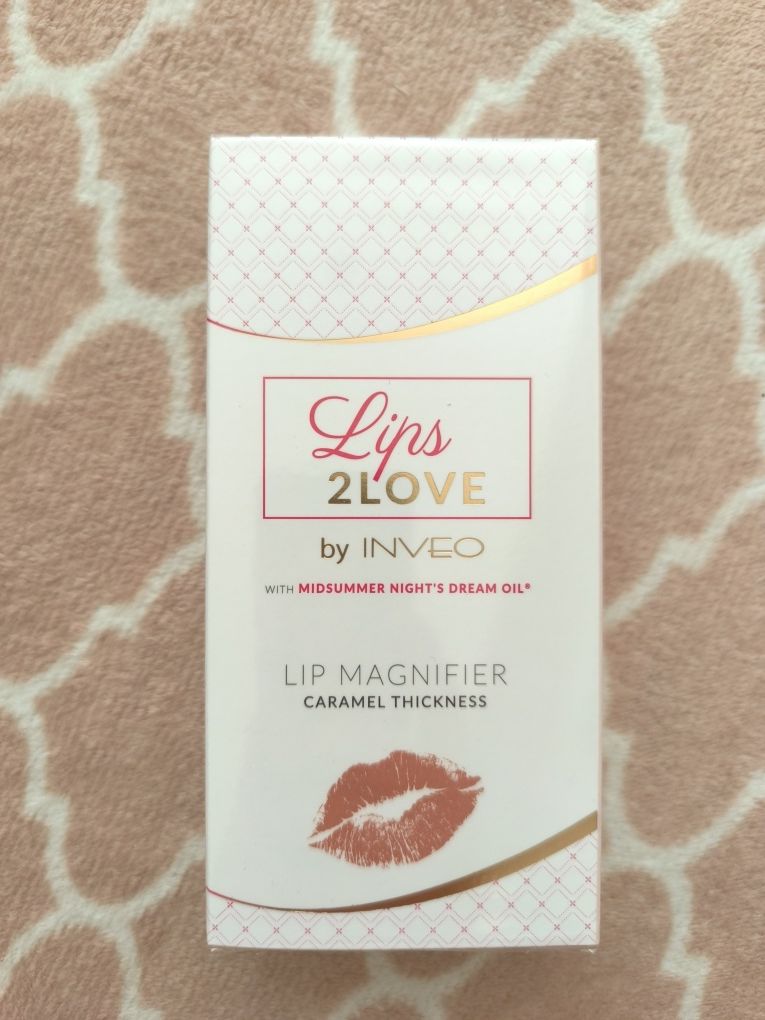 Lips
2LOVE
by INVEO
WITH MIDSUMMER NIGHT'S DREAM OIL®
LIP MAGNIFIER
CARAMEL THICKNESS